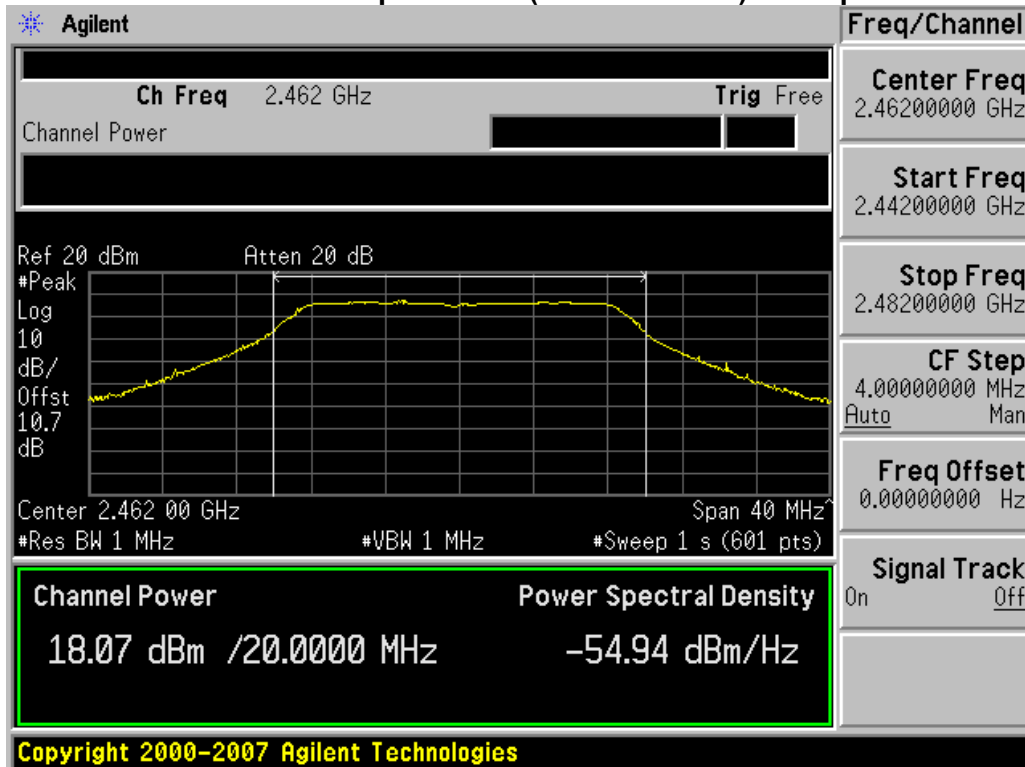 Agilent
Freq/Channel
Ch Freq 2.462 GHz Trig Free
Channel Power
Center Freq
2.46200000 GHz
Start Freq
2.44200000 GHz
Stop Freq
2.48200000 GHz
CF Step
4.00000000 MHz
Auto Man
Freq Offset
0.00000000 Hz
Signal Track
On Off
Ref 20 dBm Atten 20 dB
#Peak
Log
10
dB/
Offst
10.7
dB
Center 2.462 00 GHz Span 40 MHz^
#Res BW 1 MHz #VBW 1 MHz #Sweep 1 s (601 pts)
Channel Power Power Spectral Density
18.07 dBm /20.0000 MHz -54.94 dBm/Hz
Copyright 2000-2007 Agilent Technologies